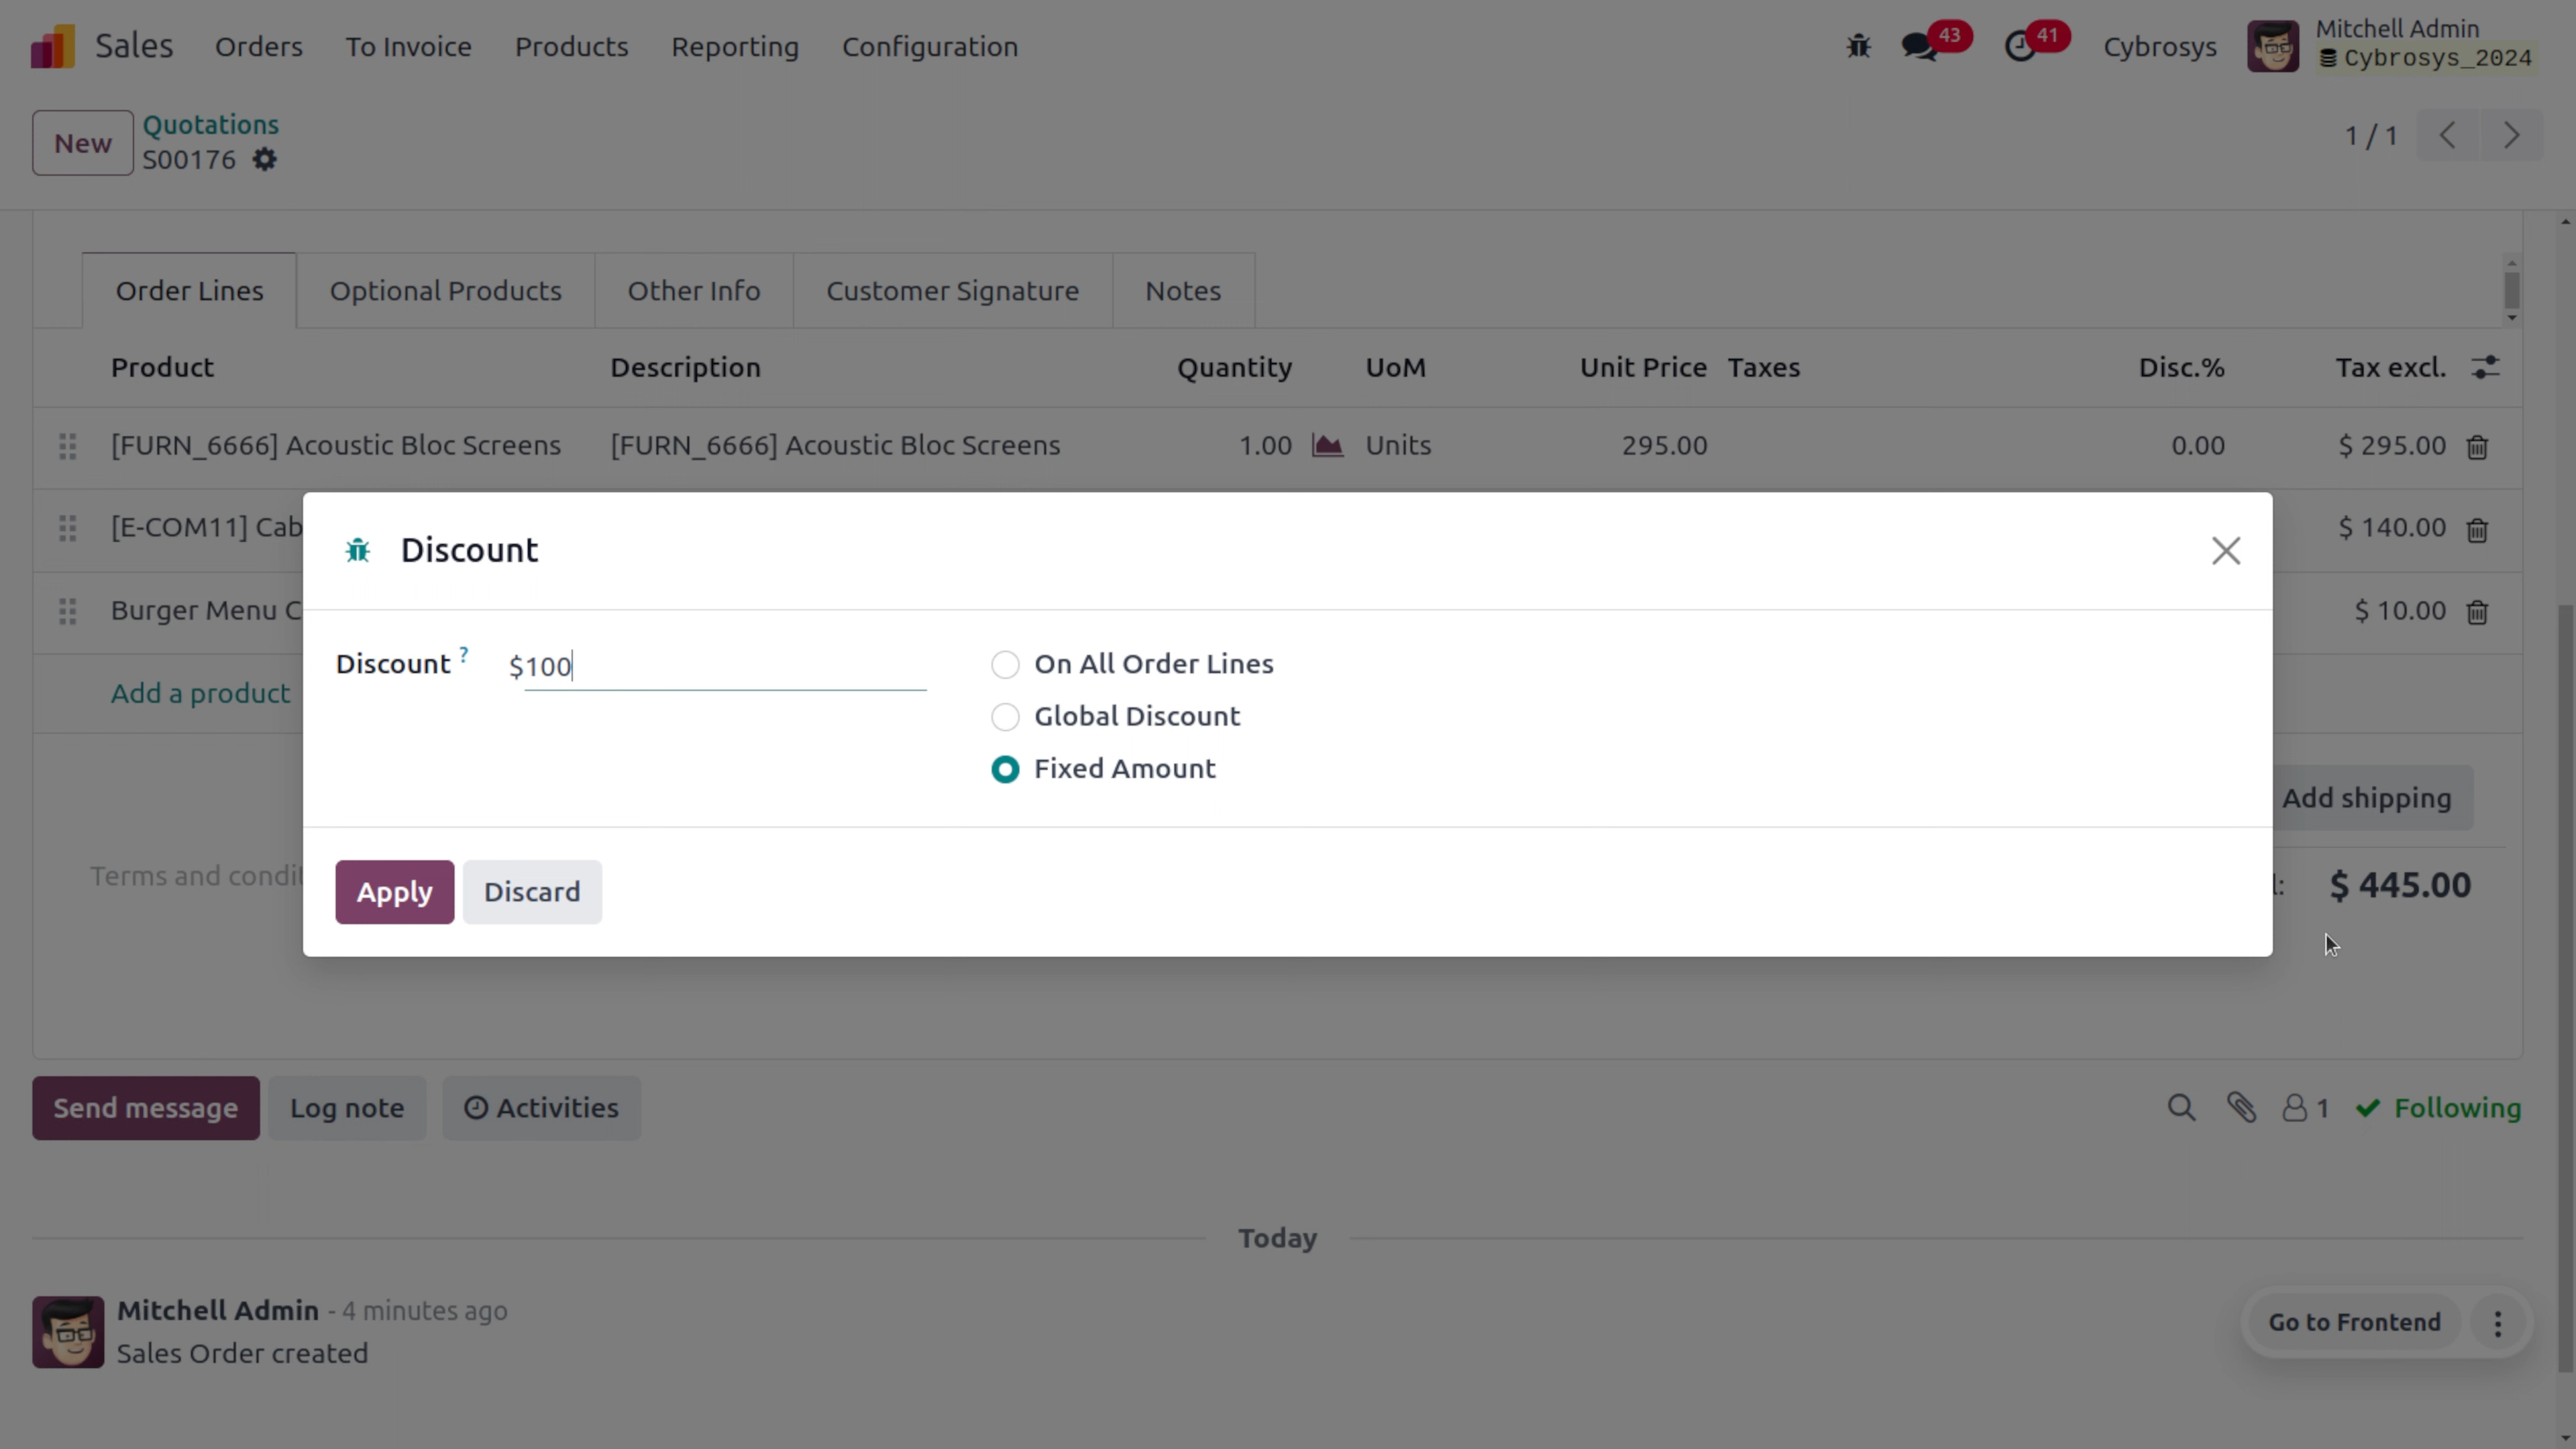 Sales Orders To Invoice Products Reporting Configuration 43 41 Cybrosys Mitchell Admin
Cybrosys_2024
New Quotations
S00176
1 / 1
Order Lines Optional Products Other Info Customer Signature Notes
Product Description Quantity UoM Unit Price Taxes Disc.% Tax excl.
[FURN_6666] Acoustic Bloc Screens [FURN_6666] Acoustic Bloc Screens 1.00 Units 295.00 0.00 $ 295.00
[E-COM11] Cab $ 140.00
Burger Menu C $ 10.00
Add a product
Discount
Discount ? $100
On All Order Lines
Global Discount
Fixed Amount
Apply Discard
Add shipping
Terms and condit
l: $ 445.00
Send message Log note Activities 1 Following
Today
Mitchell Admin - 4 minutes ago
Sales Order created
Go to Frontend